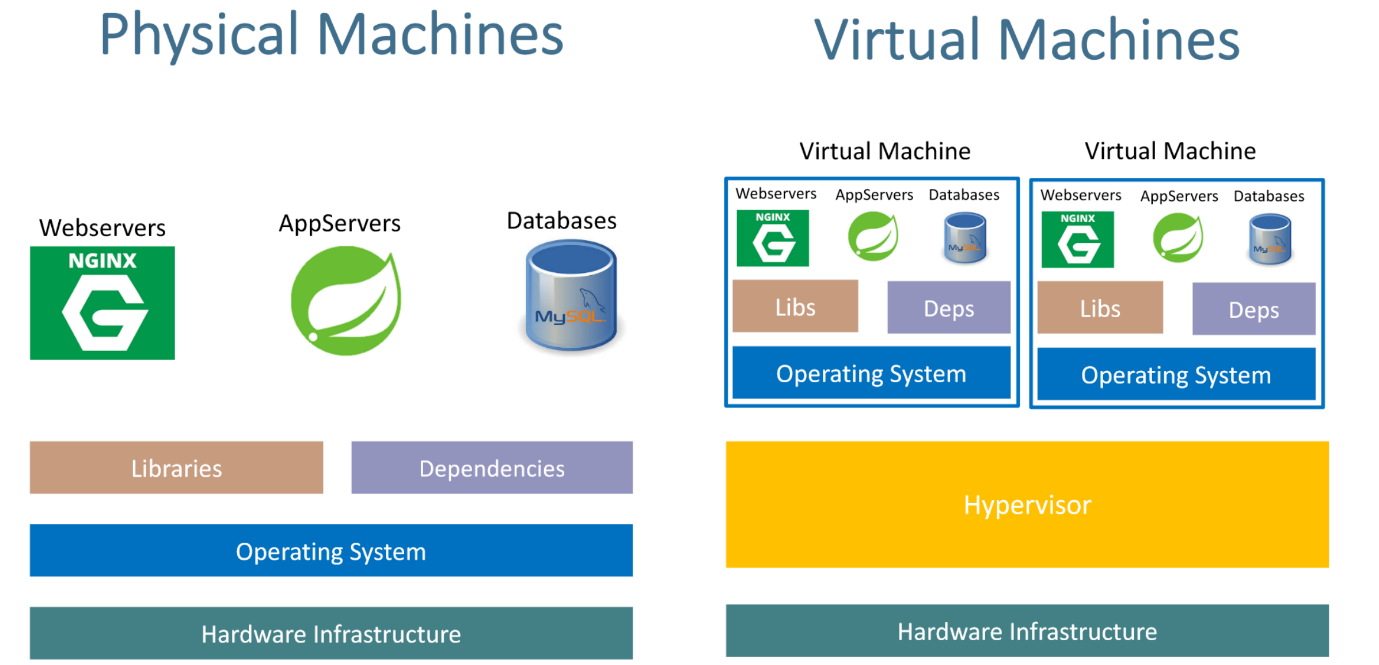 Physical Machines
Webservers
AppServers
Databases
NGINX
MySQL
Libraries
Dependencies
Operating System
Hardware Infrastructure
Virtual Machines
Virtual Machine
Webservers
AppServers
Databases
NGINX
MySQL
Libs
Deps
Operating System
Virtual Machine
Webservers
AppServers
Databases
NGINX
MySQL
Libs
Deps
Operating System
Hypervisor
Hardware Infrastructure